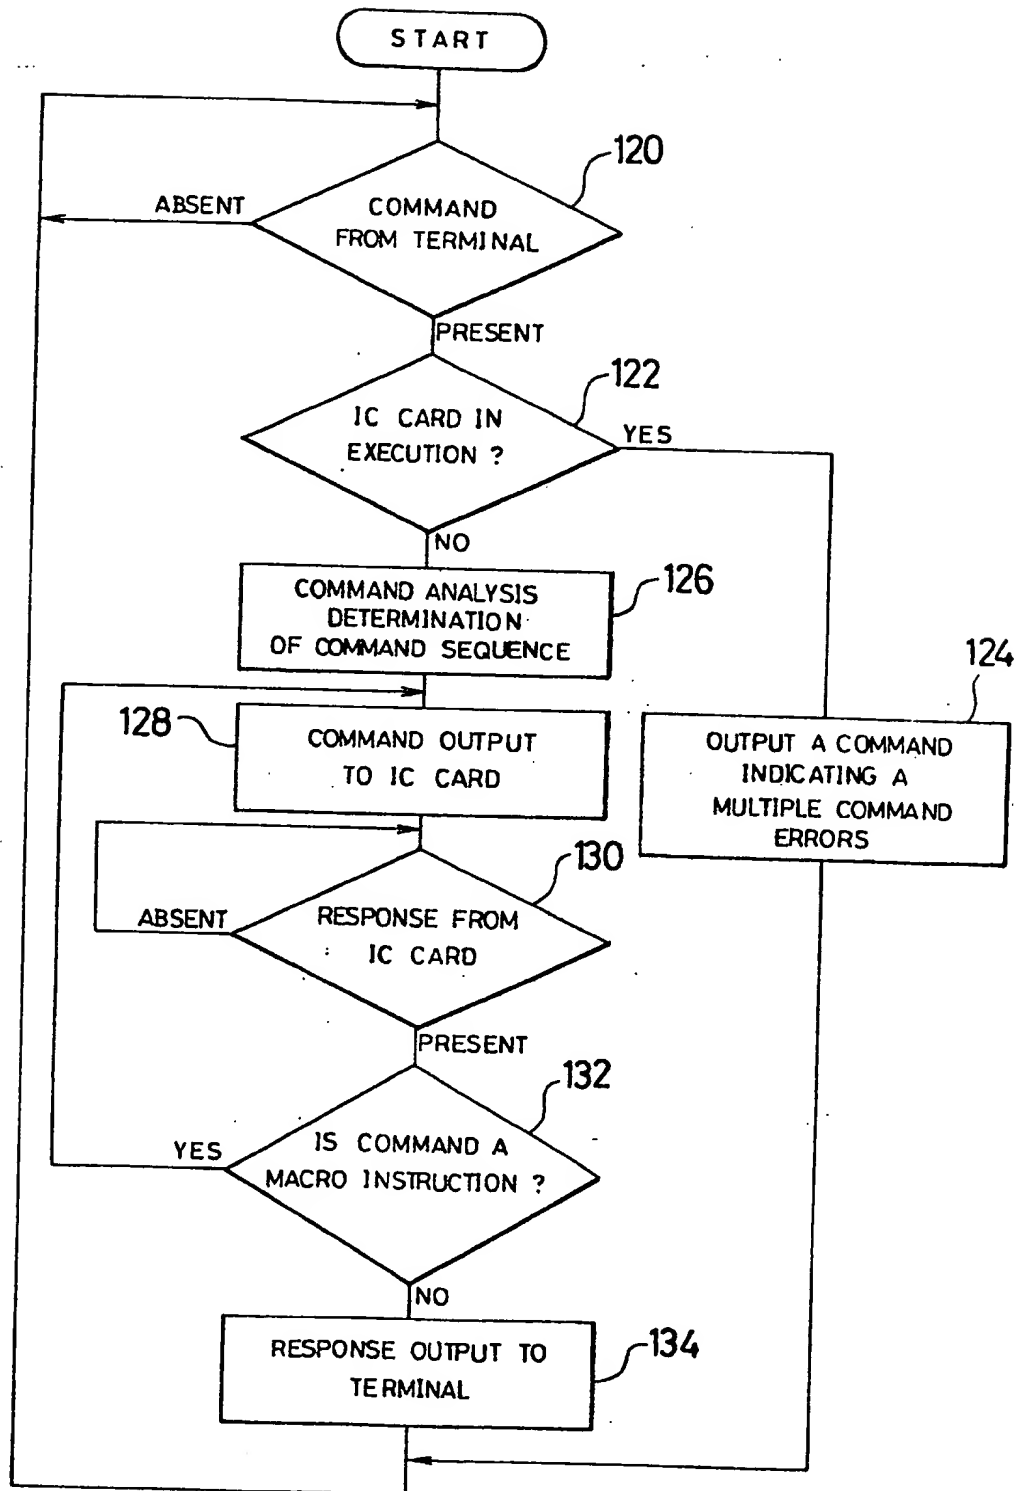 START
120
ABSENT
COMMAND
FROM TERMINAL
PRESENT
122
IC CARD IN
EXECUTION ?
YES
NO
126
COMMAND ANALYSIS
DETERMINATION
OF COMMAND SEQUENCE
124
128
COMMAND OUTPUT
TO IC CARD
OUTPUT A COMMAND
INDICATING A
MULTIPLE COMMAND
ERRORS
130
ABSENT
RESPONSE FROM
IC CARD
PRESENT
132
YES
IS COMMAND A
MACRO INSTRUCTION ?
NO
134
RESPONSE OUTPUT TO
TERMINAL